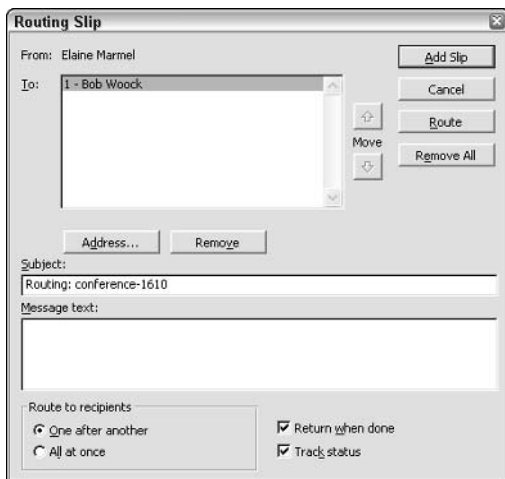 Routing Slip
From: Elaine Marmel
Add Slip
To:
1 - Bob Woock
Cancel
Route
Move
Remove All
Address...
Remove
Subject:
Routing: conference-1610
Message text:
Route to recipients
One after another
All at once
Return when done
Track status